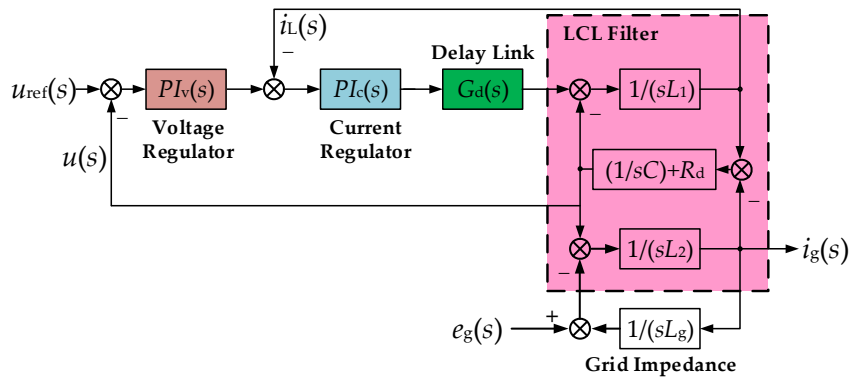 iL(s)
−
LCL Filter
Delay Link
uref(s)
PIv(s)
PIc(s)
Gd(s)
1/(sL1)
−
−
Voltage
Regulator
Current
Regulator
u(s)
(1/sC)+Rd
−
1/(sL2)
ig(s)
−
+
eg(s)
1/(sLg)
Grid Impedance